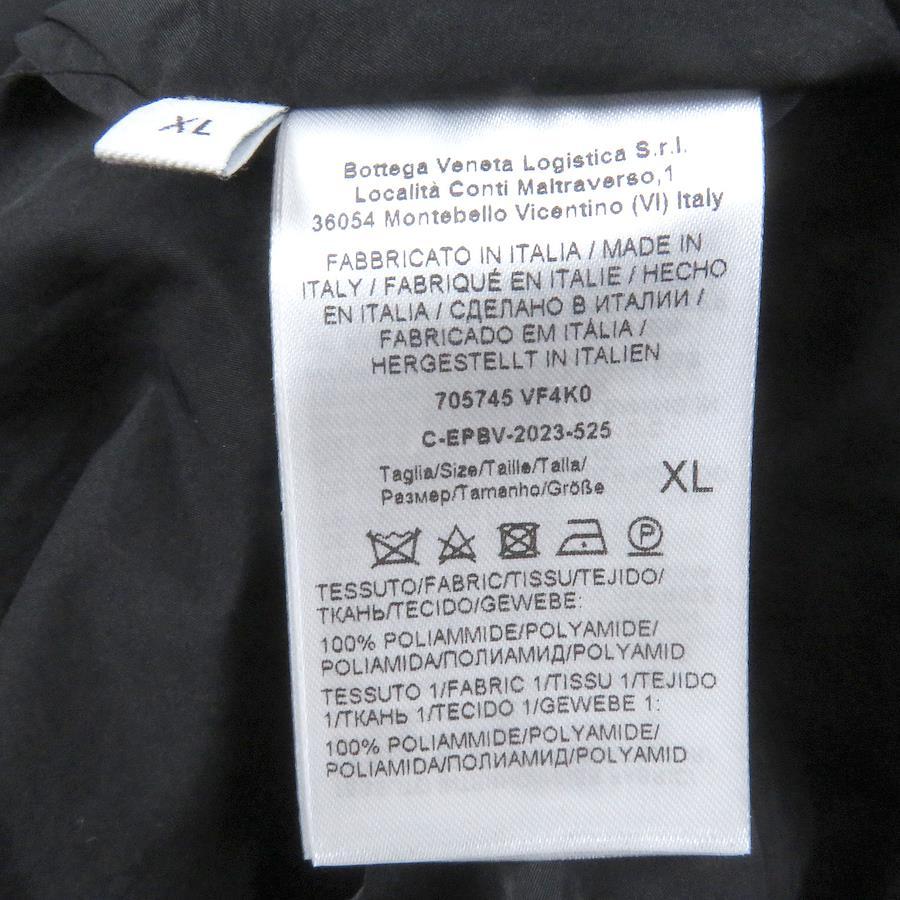 XL
Bottega Veneta Logistica S.r.l.
Località Conti Maltraverso,1
36054 Montebello Vicentino (VI) Italy
FABBRICATO IN ITALIA / MADE IN
ITALY / FABRIQUÉ EN ITALIE / HECHO
EN ITALIA / СДЕЛАНО В ИТАЛИИ /
FABRICADO EM ITÁLIA /
HERGESTELLT IN ITALIEN
705745 VF4K0
C-EPBV-2023-525
Taglia/Size/Taille/Talla/
Размер/Tamanho/Größe
XL
P
TESSUTO/FABRIC/TISSU/TEJIDO/
ТКАНЬ/TECIDO/GEWEBE:
100% POLIAMMIDE/POLYAMIDE/
POLIAMIDA/ПОЛИАМИД/POLYAMID
TESSUTO 1/FABRIC 1/TISSU 1/TEJIDO
1/ТКАНЬ 1/TECIDO 1/GEWEBE 1:
100% POLIAMMIDE/POLYAMIDE/
POLIAMIDA/ПОЛИАМИД/POLYAMID